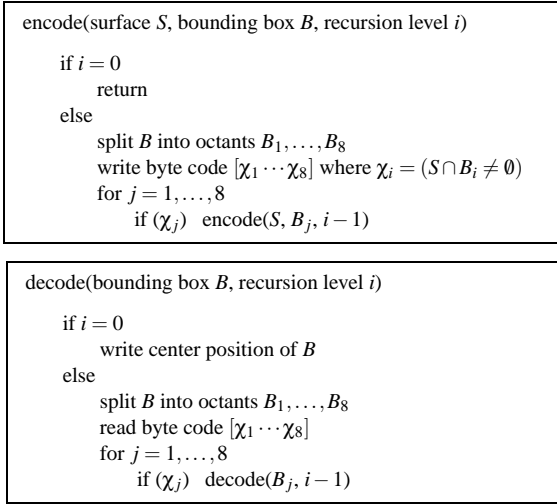 encode(surface S, bounding box B, recursion level i)
if i = 0
return
else
split B into octants B₁,…,B₈
write byte code [χ₁⋯χ₈] where χᵢ = (S∩Bᵢ ≠ ∅)
for j = 1,…,8
if (χⱼ) encode(S, Bⱼ, i − 1)
decode(bounding box B, recursion level i)
if i = 0
write center position of B
else
split B into octants B₁,…,B₈
read byte code [χ₁⋯χ₈]
for j = 1,…,8
if (χⱼ) decode(Bⱼ, i − 1)